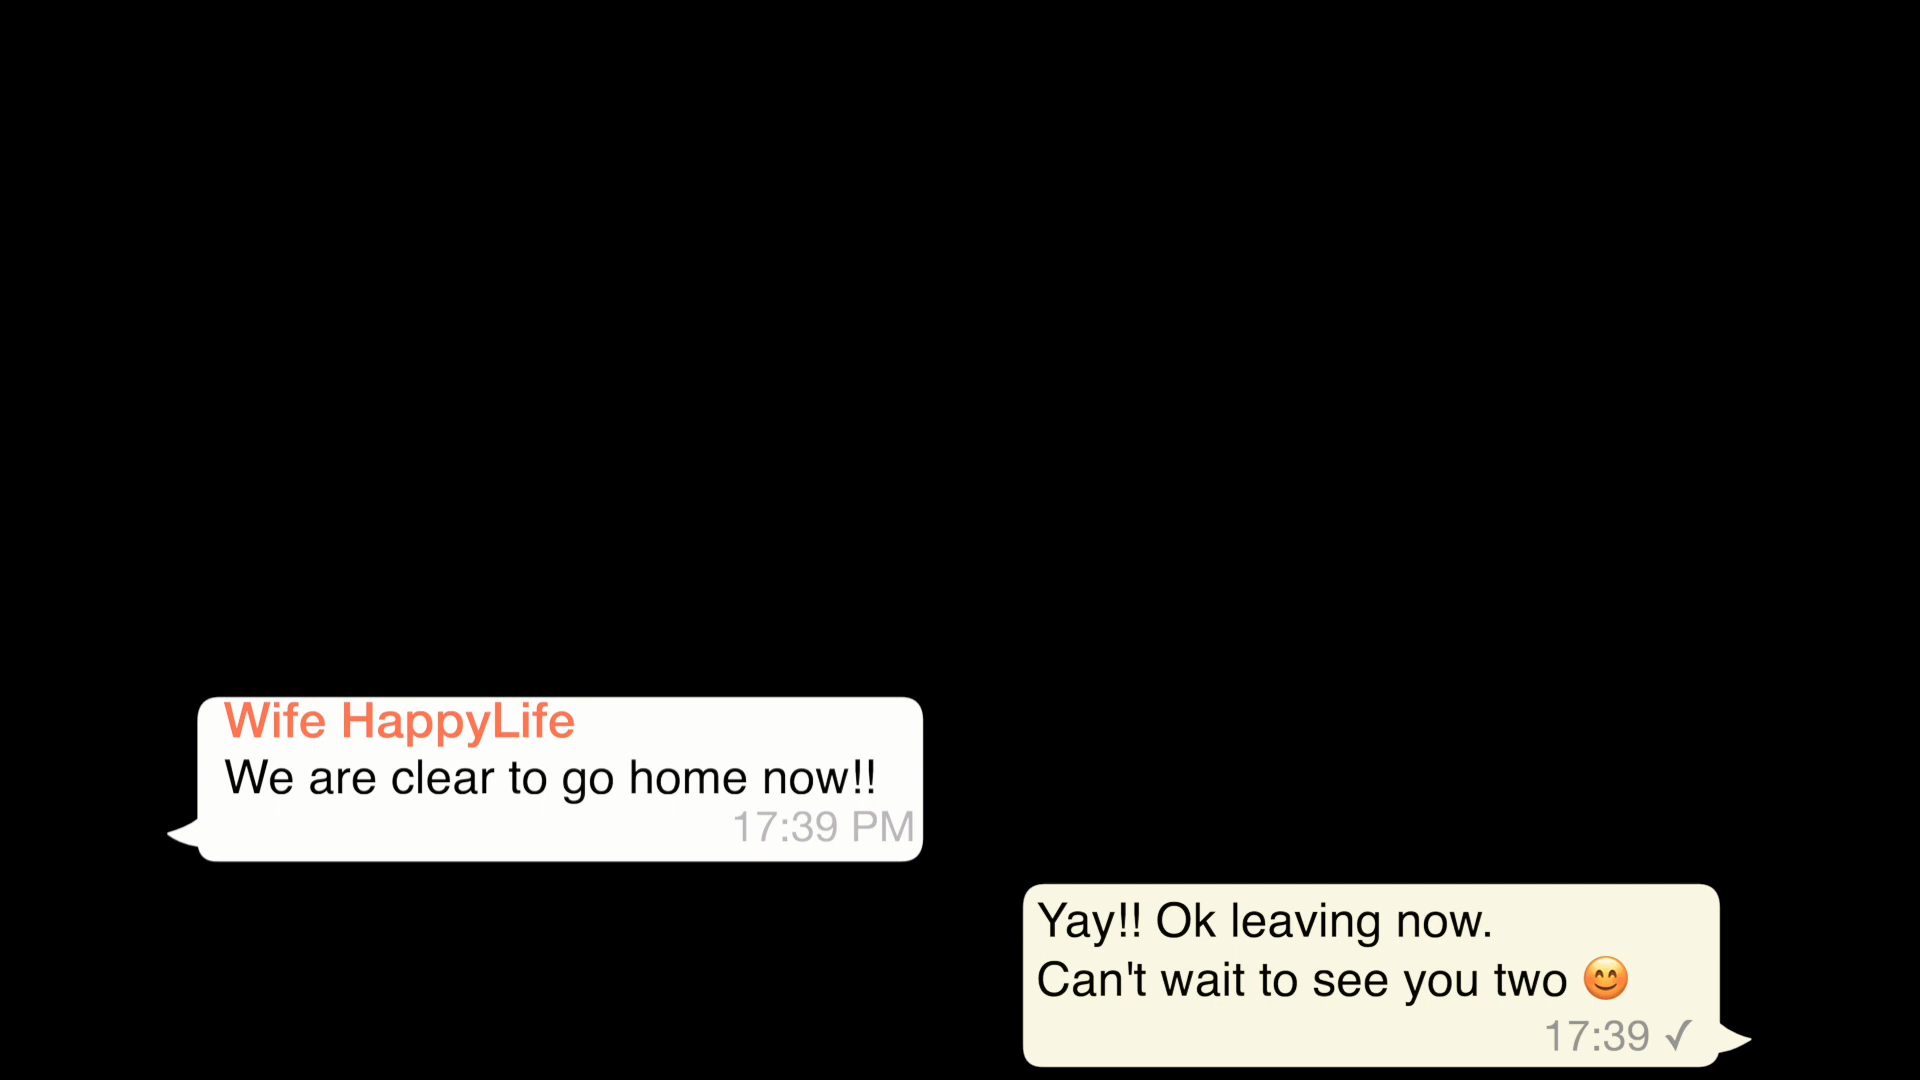 Wife HappyLife
We are clear to go home now!!
17:39 PM
Yay!! Ok leaving now.
Can't wait to see you two 😊
17:39 ✓